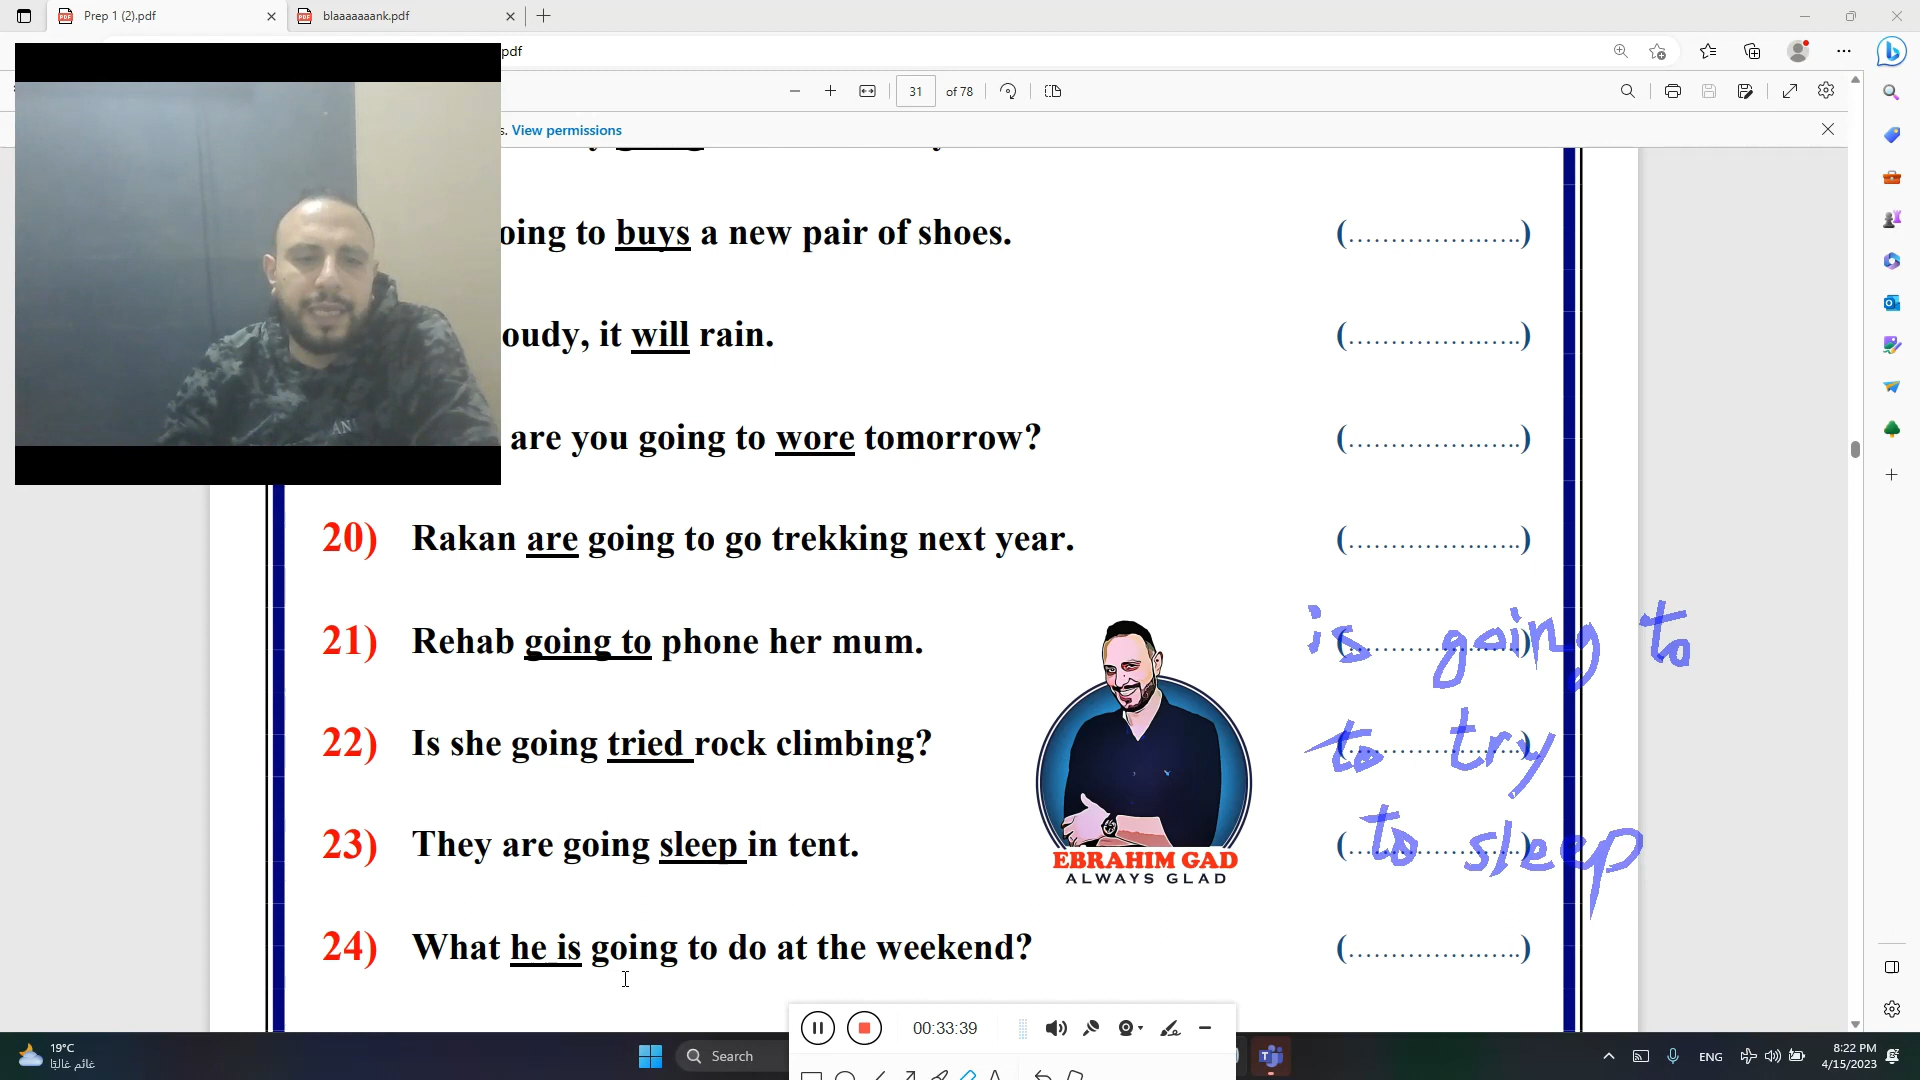 Prep 1 (2).pdf
blaaaaaaank.pdf
pdf
31 of 78
s. View permissions
oing to buys a new pair of shoes. (......................)
oudy, it will rain. (......................)
are you going to wore tomorrow? (......................)
20) Rakan are going to go trekking next year. (......................)
21) Rehab going to phone her mum. (......................) is going to
22) Is she going tried rock climbing? (......................) to try
23) They are going sleep in tent. (......................) to sleep
EBRAHIM GAD
ALWAYS GLAD
24) What he is going to do at the weekend? (......................)
00:33:39
19°C
غائم غالبًا
Search
ENG
8:22 PM
4/15/2023